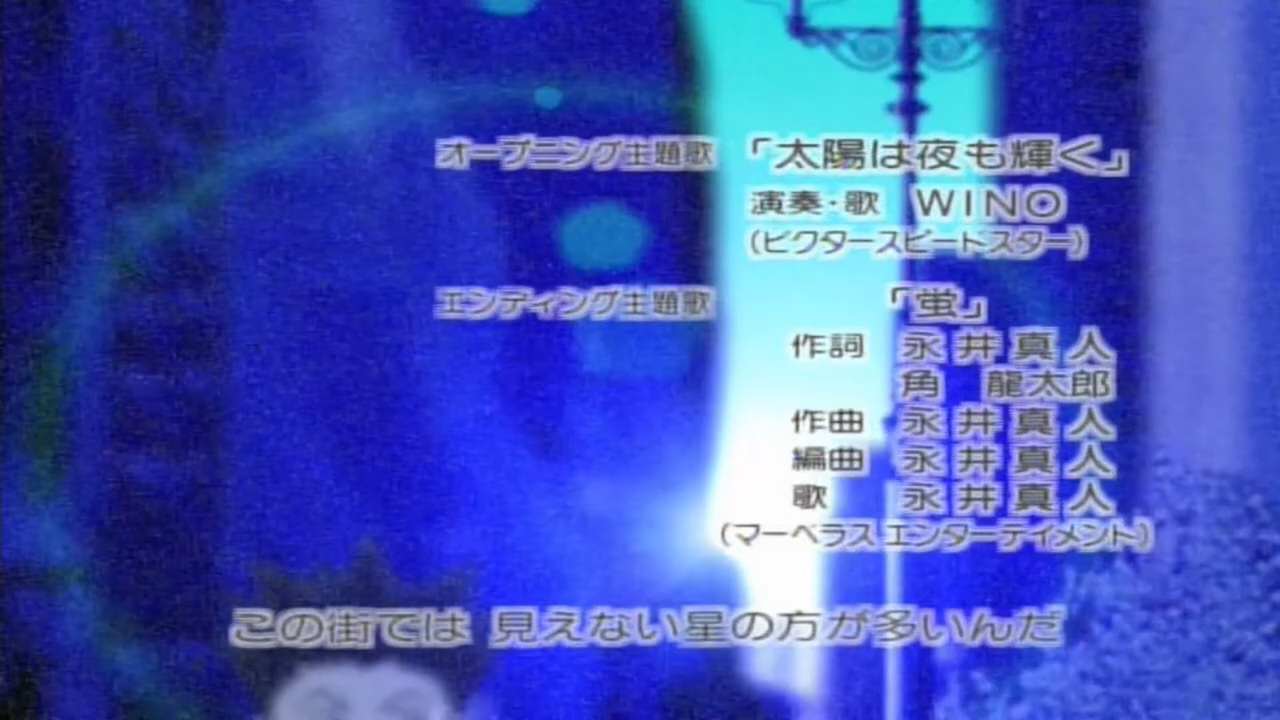 オープニング主題歌 「太陽は夜も輝く」
演奏・歌 WINO
(ビクタースピードスター)
エンディング主題歌 「蛍」
作詞 永井真人
角 龍太郎
作曲 永井真人
編曲 永井真人
歌 永井真人
(マーベラス エンターテイメント)
この街では 見えない星の方が多いんだ